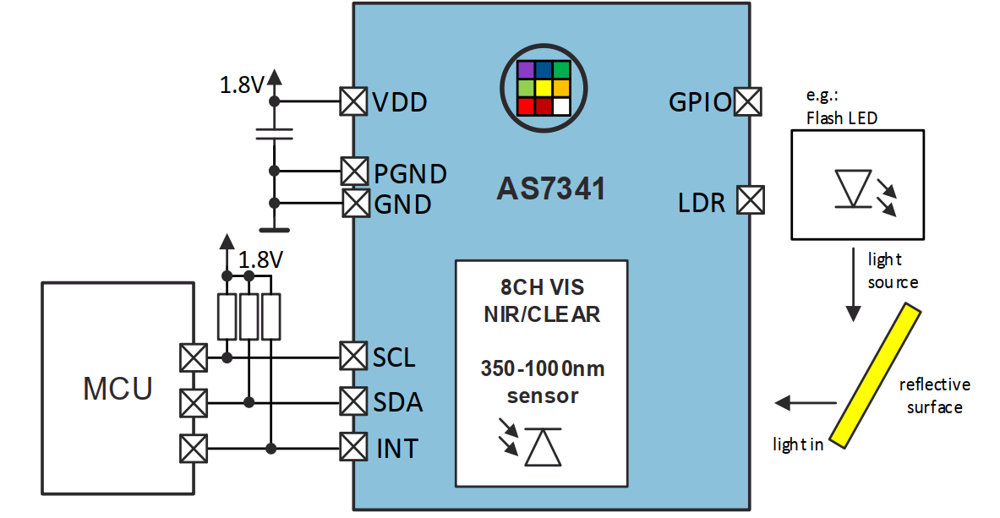 1.8V
VDD
PGND
GND
1.8V
MCU
SCL
SDA
INT
AS7341
8CH VIS
NIR/CLEAR
350-1000nm
sensor
GPIO
LDR
e.g.:
Flash LED
light
source
reflective
surface
light in